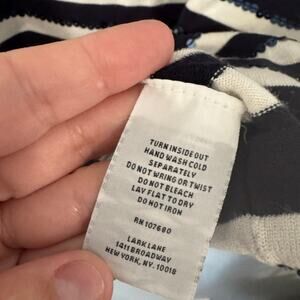 TURN INSIDE OUT
HAND WASH COLD
SEPARATELY
DO NOT WRING OR TWIST
DO NOT BLEACH
LAY FLAT TO DRY
DO NOT IRON
RN 107680
LARK LANE
1411 BROADWAY
NEW YORK, NY. 10018